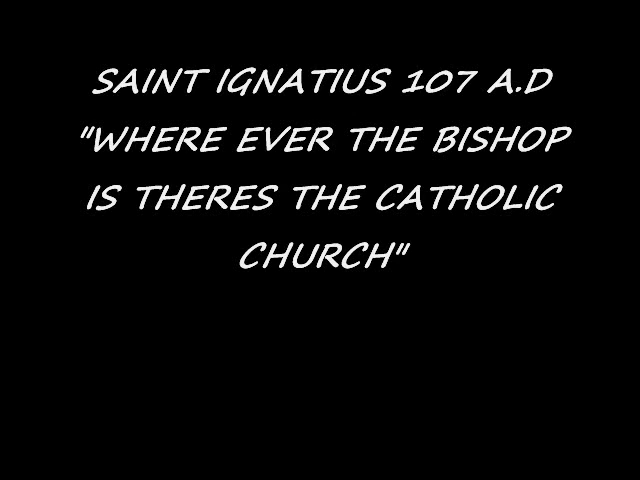 SAINT IGNATIUS 107 A.D
"WHERE EVER THE BISHOP
IS THERES THE CATHOLIC
CHURCH"